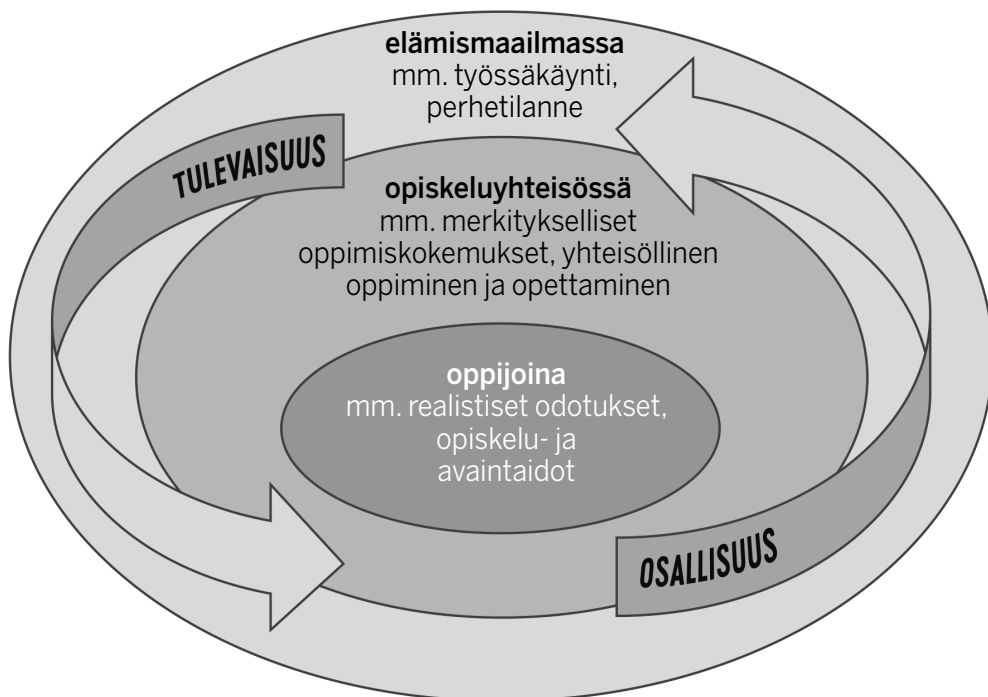 elämismaailmassa
mm. työssäkäynti,
perhetilanne
TULEVAISUUS
opiskeluyhteisössä
mm. merkitykselliset
oppimiskokemukset, yhteisöllinen
oppiminen ja opettaminen
oppijoina
mm. realistiset odotukset,
opiskelu- ja
avaintaidot
OSALLISUUS